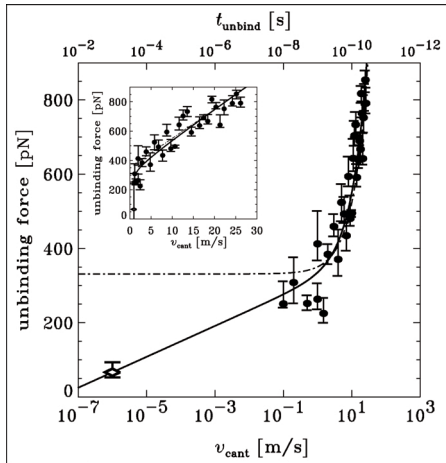 t_unbind [s]
10^-2 10^-4 10^-6 10^-8 10^-10 10^-12
unbinding force [pN]
800
600
400
200
0
10^-7 10^-5 10^-3 10^-1 10^1 10^3
v_cant [m/s]
unbinding force [pN]
800
600
400
200
0
0 5 10 15 20 25 30
v_cant [m/s]